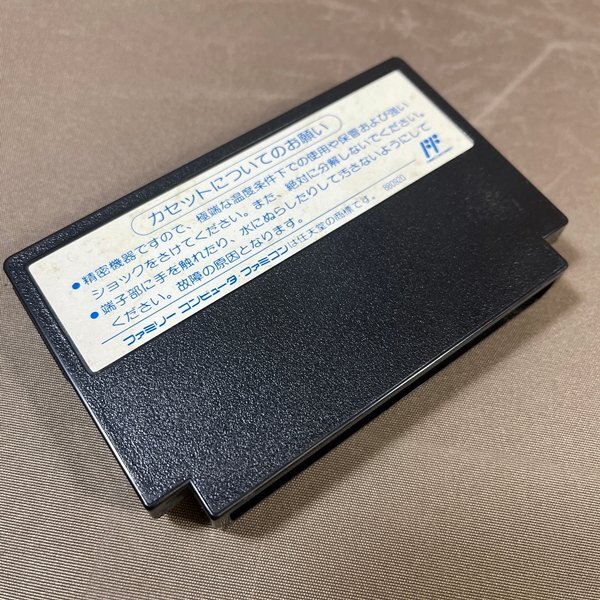 カセットについてのお願い
●精密機器ですので、極端な温度条件下での使用や保管および強い
ショックをさけてください。また、絶対に分解しないでください。
●端子部に手を触れたり、水にぬらしたりして汚さないようにして
ください。故障の原因となります。
ファミリーコンピュータ,ファミコンは任天堂の商標です。